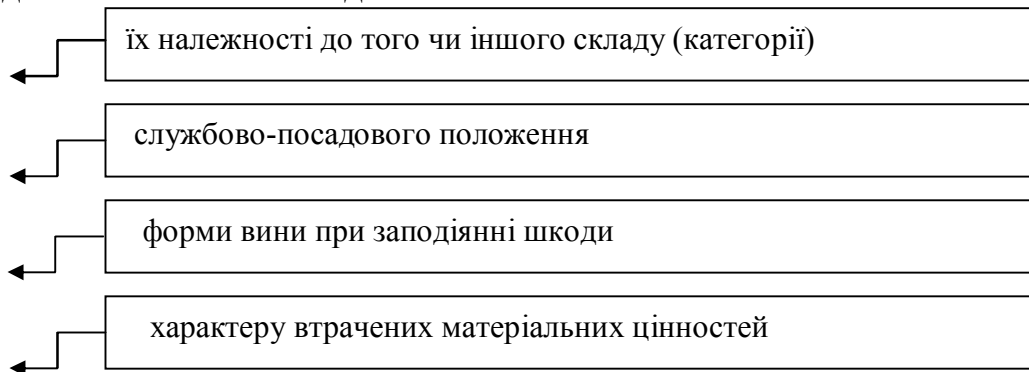 їх належності до того чи іншого складу (категорії)
службово-посадового положення
форми вини при заподіянні шкоди
характеру втрачених матеріальних цінностей